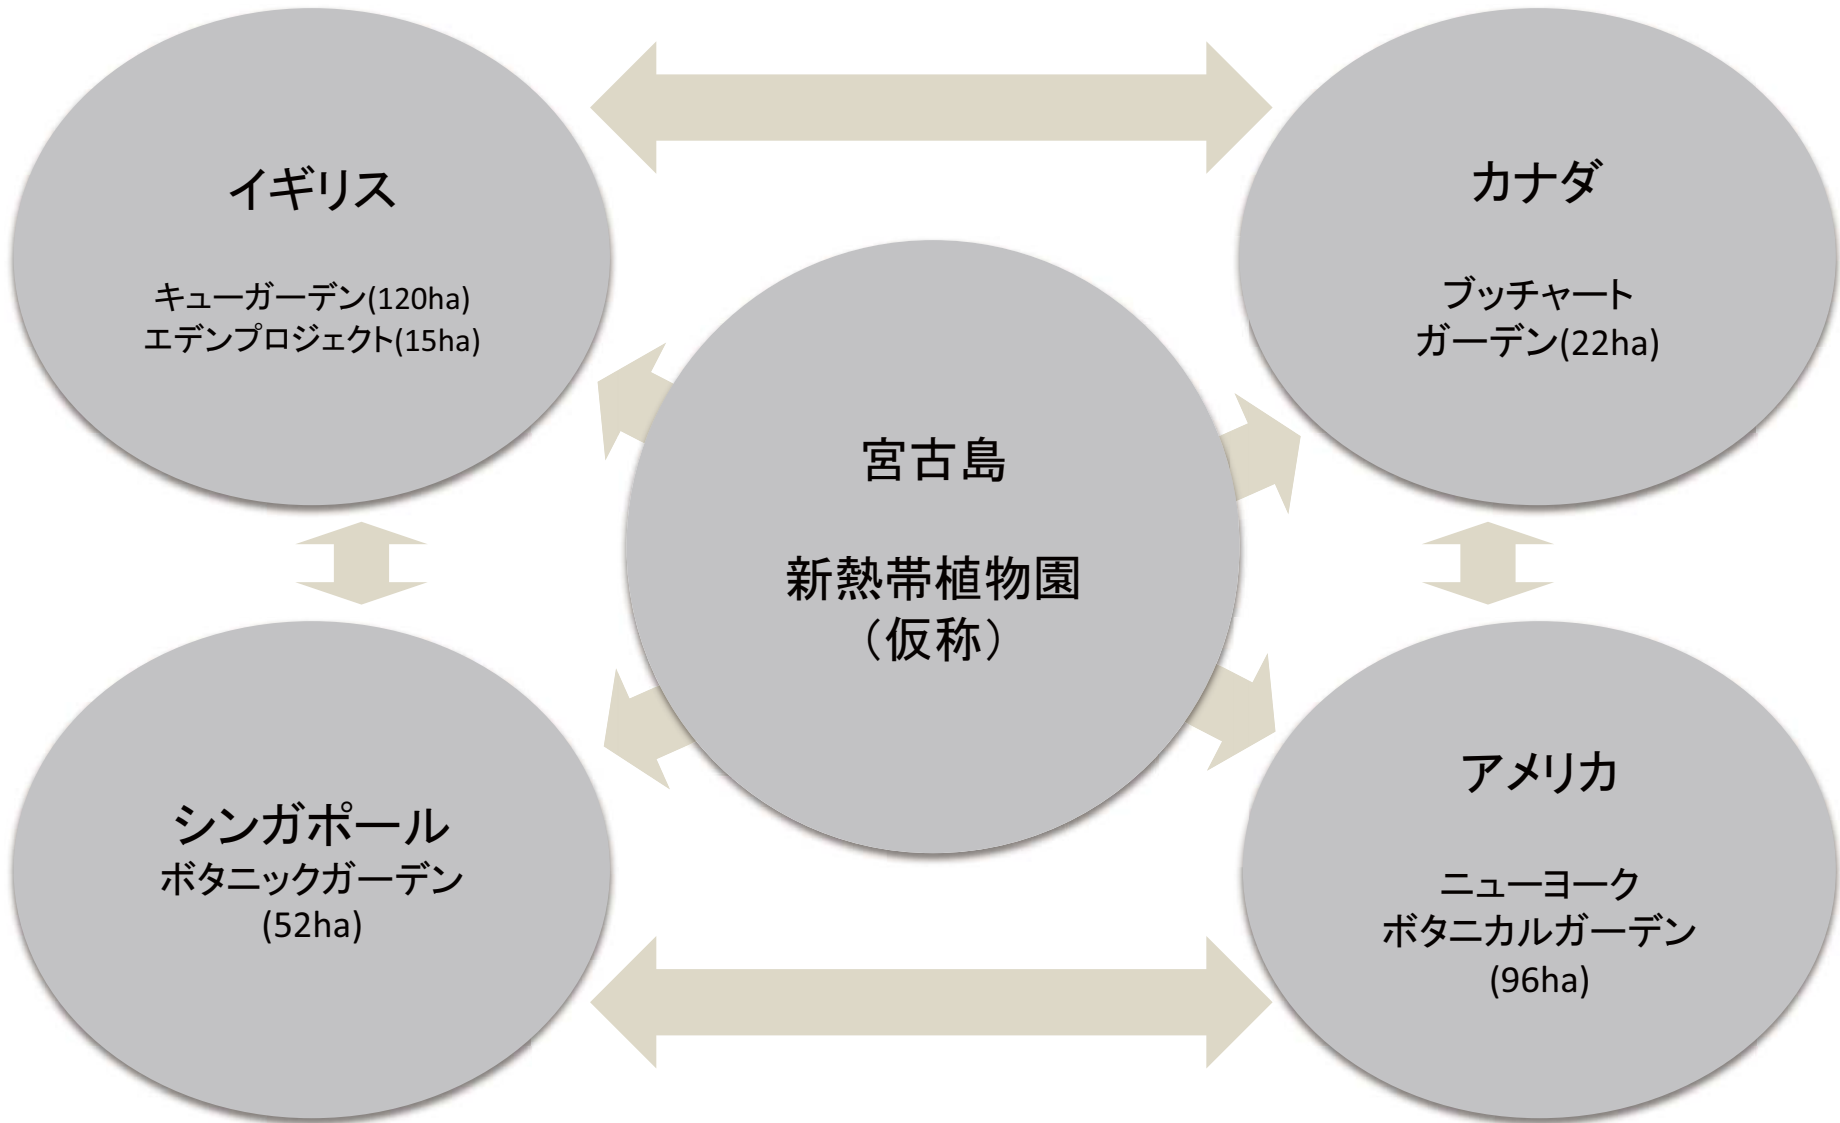 イギリス
キューガーデン(120ha)
エデンプロジェクト(15ha)
カナダ
ブッチャート
ガーデン(22ha)
宮古島
新熱帯植物園
（仮称）
シンガポール
ボタニックガーデン
(52ha)
アメリカ
ニューヨーク
ボタニカルガーデン
(96ha)